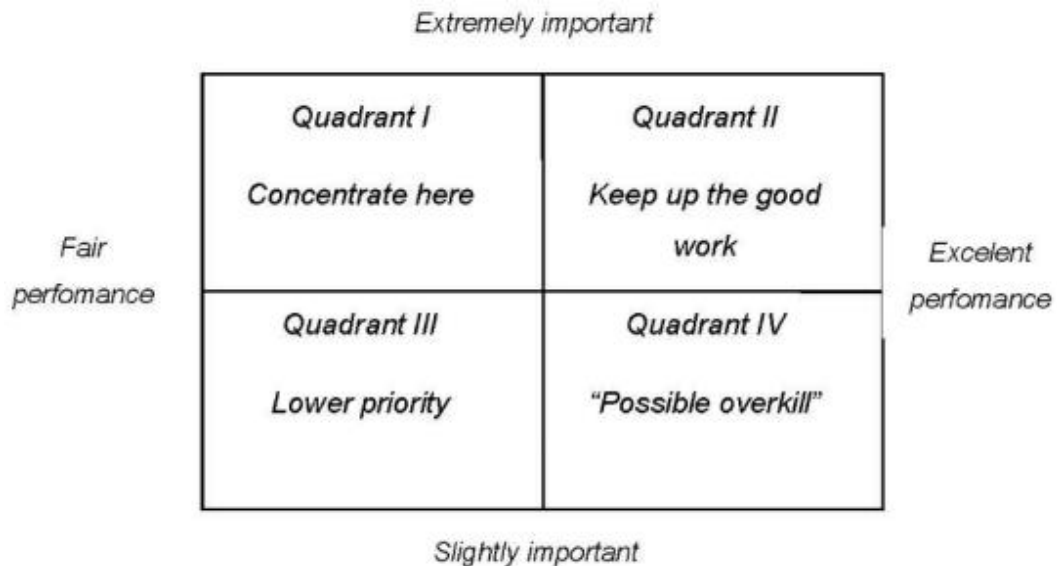 Extremely important
Quadrant I
Concentrate here
Quadrant II
Keep up the good
work
Fair
perfomance
Excelent
perfomance
Quadrant III
Lower priority
Quadrant IV
“Possible overkill”
Slightly important